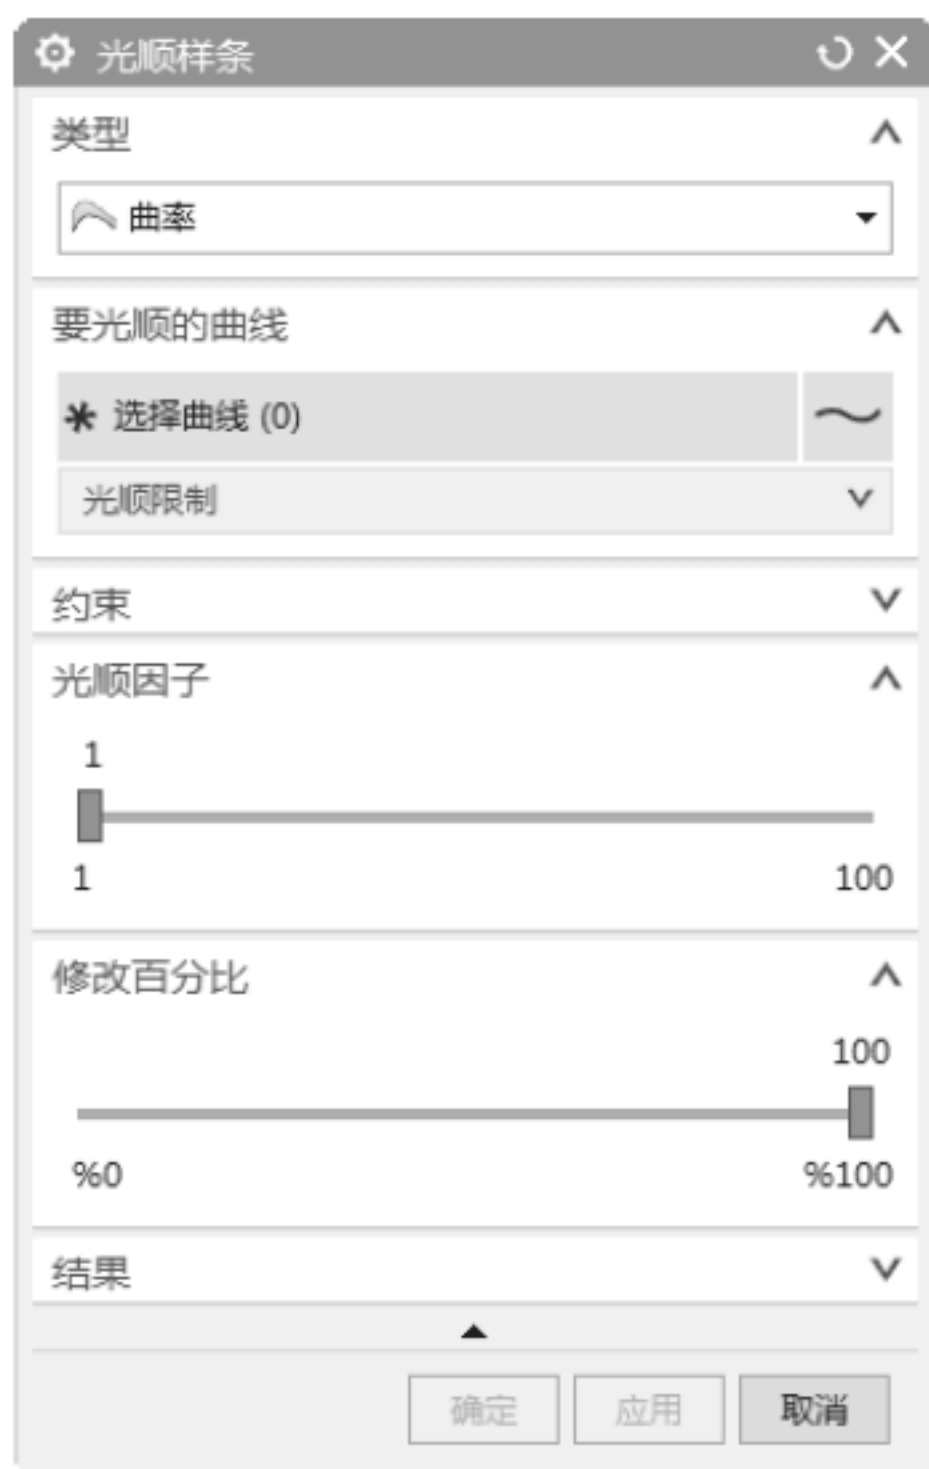 光顺样条
类型
曲率
要光顺的曲线
* 选择曲线 (0)
光顺限制
约束
光顺因子
1
1 100
修改百分比
100
%0 %100
结果
确定 应用 取消